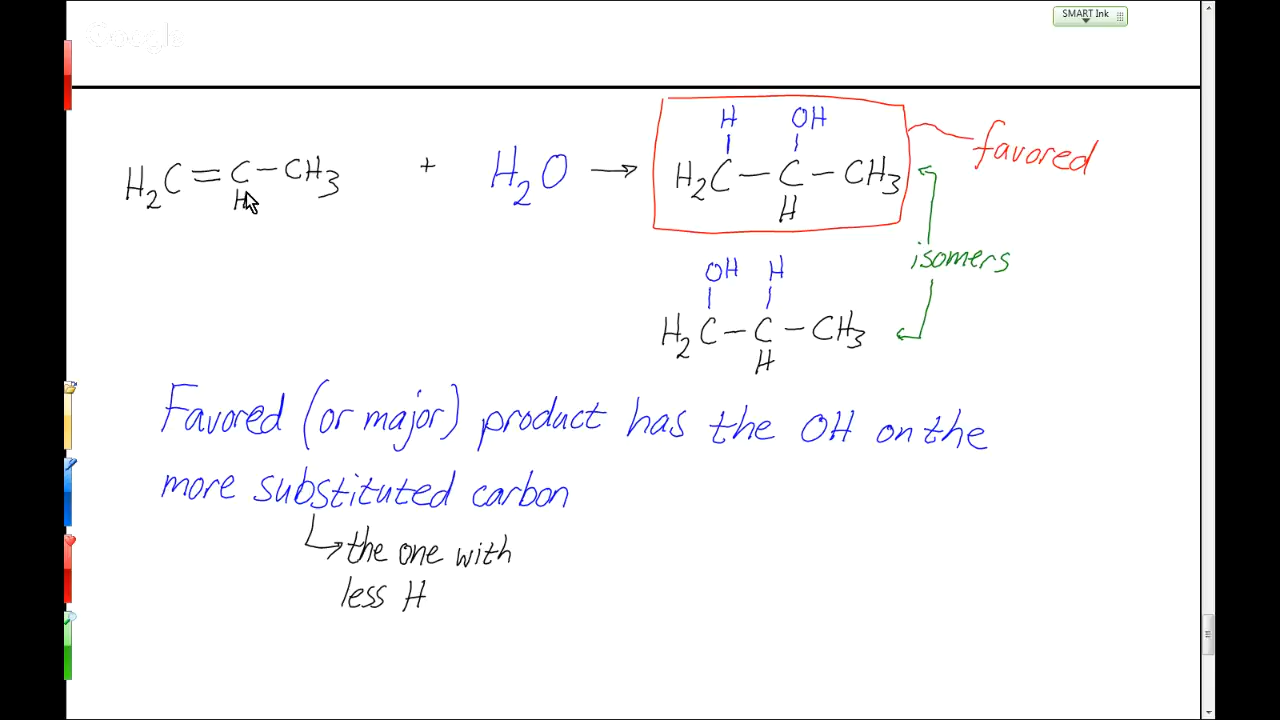 SMART Ink
Google
H OH
H2C=C-CH3 + H2O → H2C-C-CH3 favored
H H
isomers
OH H
H2C-C-CH3
H
Favored (or major) product has the OH on the
more substituted carbon
→ the one with
less H